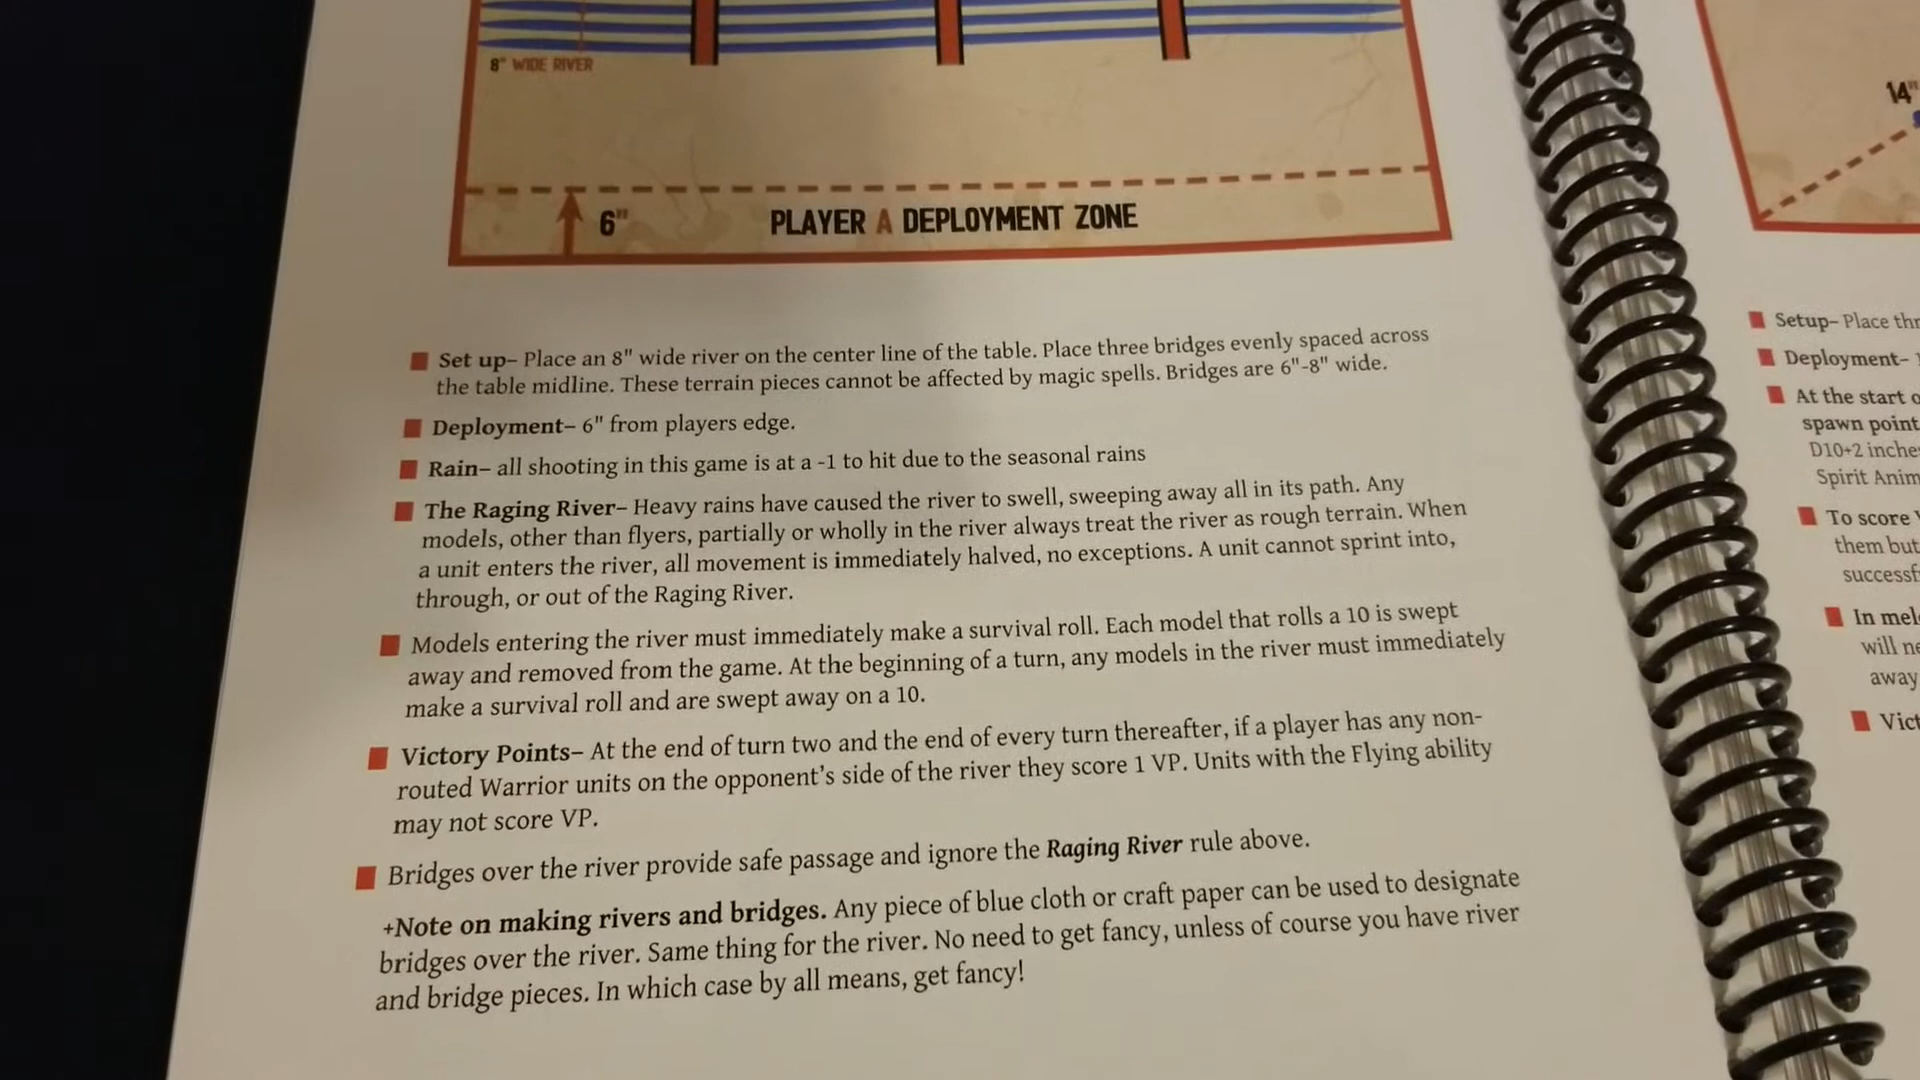 8" WIDE RIVER
6"
PLAYER A DEPLOYMENT ZONE
Set up– Place an 8" wide river on the center line of the table. Place three bridges evenly spaced across
the table midline. These terrain pieces cannot be affected by magic spells. Bridges are 6"-8" wide.
Deployment– 6" from players edge.
Rain– all shooting in this game is at a -1 to hit due to the seasonal rains
The Raging River– Heavy rains have caused the river to swell, sweeping away all in its path. Any
models, other than flyers, partially or wholly in the river always treat the river as rough terrain. When
a unit enters the river, all movement is immediately halved, no exceptions. A unit cannot sprint into,
through, or out of the Raging River.
Models entering the river must immediately make a survival roll. Each model that rolls a 10 is swept
away and removed from the game. At the beginning of a turn, any models in the river must immediately
make a survival roll and are swept away on a 10.
Victory Points– At the end of turn two and the end of every turn thereafter, if a player has any non-
routed Warrior units on the opponent's side of the river they score 1 VP. Units with the Flying ability
may not score VP.
Bridges over the river provide safe passage and ignore the Raging River rule above.
+Note on making rivers and bridges. Any piece of blue cloth or craft paper can be used to designate
bridges over the river. Same thing for the river. No need to get fancy, unless of course you have river
and bridge pieces. In which case by all means, get fancy!
14"
Setup– Place
Deployment–
At the start
spawn point
D10+2
Spirit
To score
them but
In
will
away